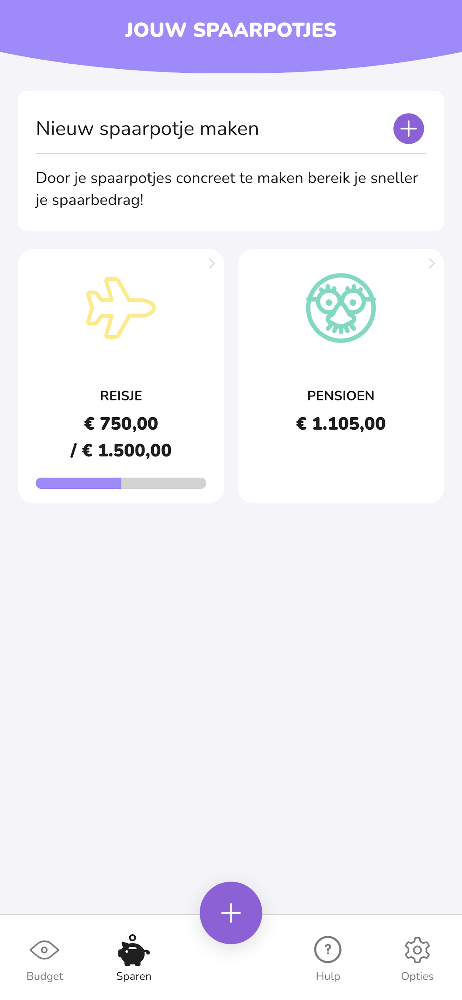 JOUW SPAARPOTJES
Nieuw spaarpotje maken
Door je spaarpotjes concreet te maken bereik je sneller
je spaarbedrag!
REISJE
€ 750,00
/ € 1.500,00
PENSIOEN
€ 1.105,00
Budget
Sparen
Hulp
Opties